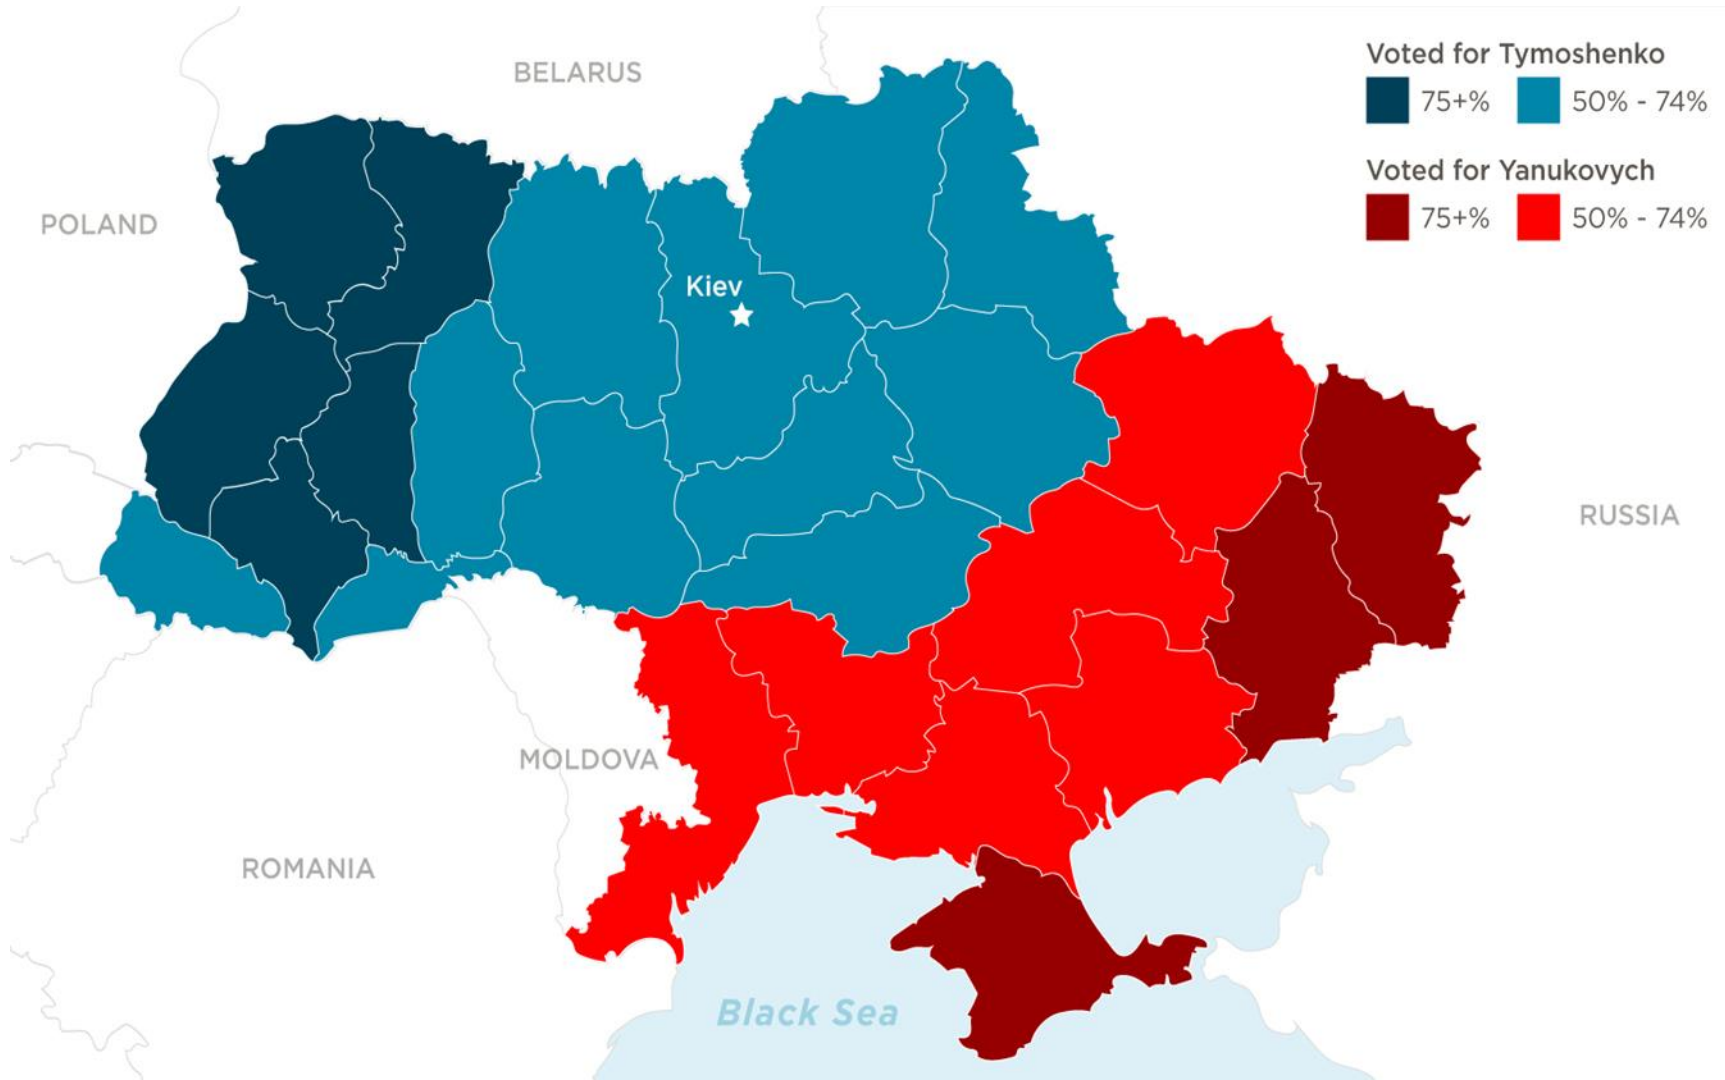 Voted for Tymoshenko
75+% 50% - 74%
Voted for Yanukovych
75+% 50% - 74%
BELARUS
POLAND
Kiev
RUSSIA
MOLDOVA
ROMANIA
Black Sea